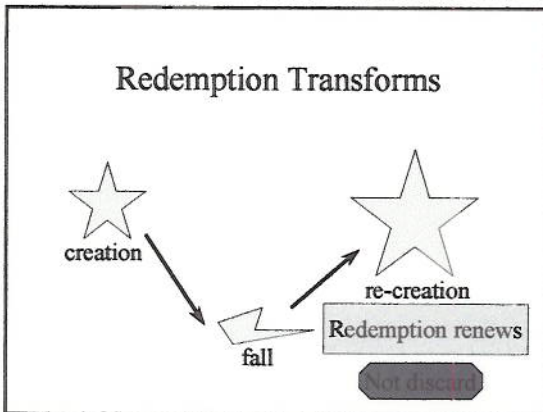 Redemption Transforms
creation
re-creation
Redemption renews
fall
Not discard